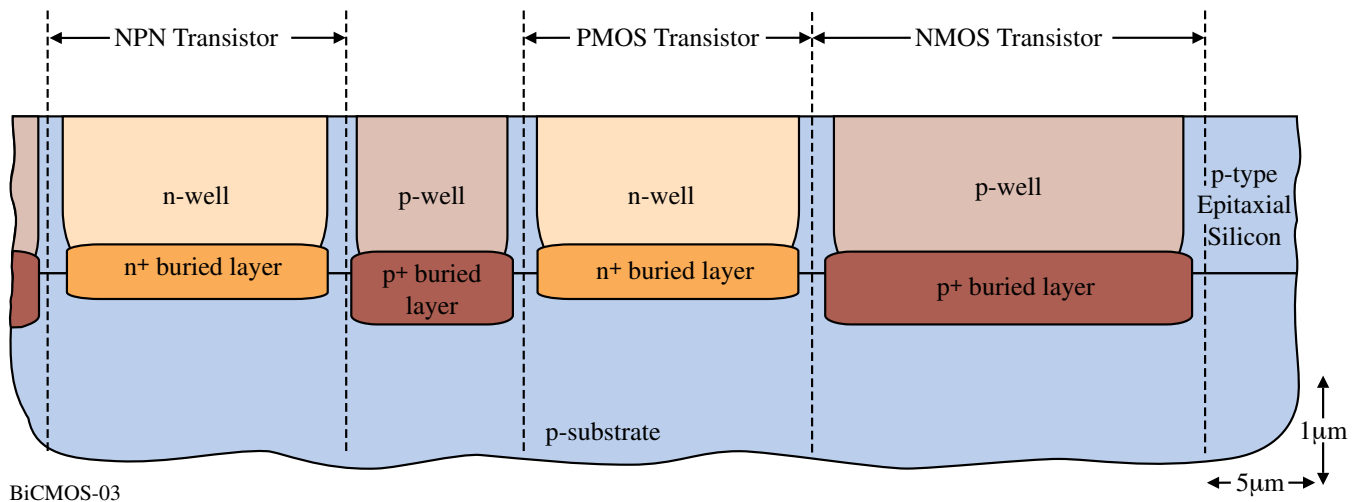 NPN Transistor
PMOS Transistor
NMOS Transistor
n-well
p-well
n-well
p-well
p-type
Epitaxial
Silicon
n+ buried layer
p+ buried
layer
n+ buried layer
p+ buried layer
p-substrate
1μm
5μm
BiCMOS-03